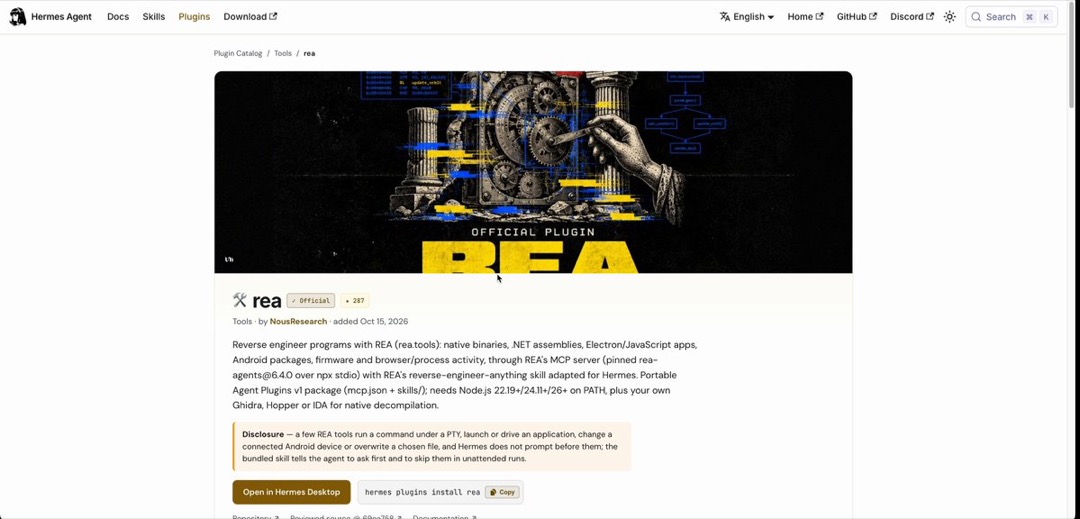 Hermes Agent Docs Skills Plugins Download English Home GitHub Discord Search ⌘ K
Plugin Catalog / Tools / rea
OFFICIAL PLUGIN
REA
rea ✓ Official 287
Tools · by NousResearch · added Oct 15, 2026
Reverse engineer programs with REA (rea.tools): native binaries, .NET assemblies, Electron/JavaScript apps,
Android packages, firmware and browser/process activity, through REA's MCP server (pinned rea-
agents@6.4.0 over npx stdio) with REA's reverse-engineer-anything skill adapted for Hermes. Portable
Agent Plugins v1 package (mcp.json + skills/); needs Node.js 22.19+/24.11+/26+ on PATH, plus your own
Ghidra, Hopper or IDA for native decompilation.
Disclosure — a few REA tools run a command under a PTY, launch or drive an application, change a
connected Android device or overwrite a chosen file, and Hermes does not prompt before them; the
bundled skill tells the agent to ask first and to skip them in unattended runs.
Open in Hermes Desktop hermes plugins install rea Copy
Repository Reviewed source @ Documentation